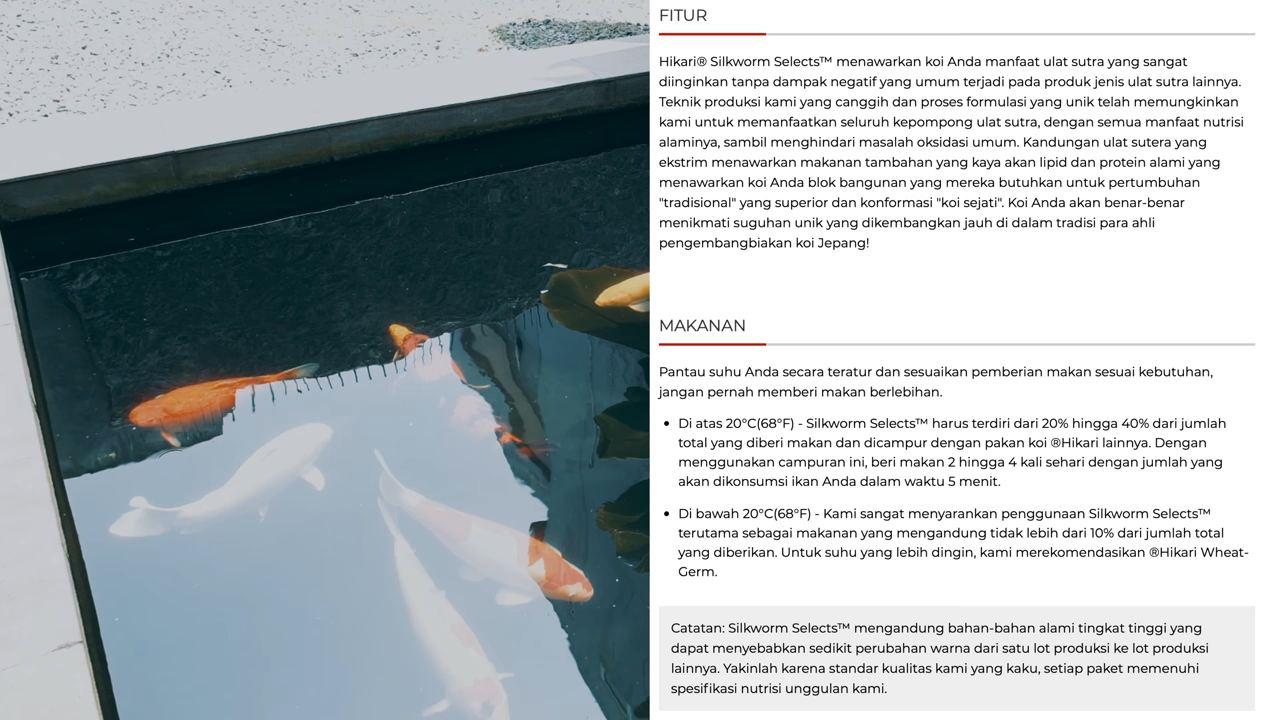 FITUR
Hikari® Silkworm Selects™ menawarkan koi Anda manfaat ulat sutra yang sangat
diinginkan tanpa dampak negatif yang umum terjadi pada produk jenis ulat sutra lainnya.
Teknik produksi kami yang canggih dan proses formulasi yang unik telah memungkinkan
kami untuk memanfaatkan seluruh kepompong ulat sutra, dengan semua manfaat nutrisi
alaminya, sambil menghindari masalah oksidasi umum. Kandungan ulat sutera yang
ekstrim menawarkan makanan tambahan yang kaya akan lipid dan protein alami yang
menawarkan koi Anda blok bangunan yang mereka butuhkan untuk pertumbuhan
"tradisional" yang superior dan konformasi "koi sejati". Koi Anda akan benar-benar
menikmati suguhan unik yang dikembangkan jauh di dalam tradisi para ahli
pengembangbiakan koi Jepang!
MAKANAN
Pantau suhu Anda secara teratur dan sesuaikan pemberian makan sesuai kebutuhan,
jangan pernah memberi makan berlebihan.
• Di atas 20°C(68°F) - Silkworm Selects™ harus terdiri dari 20% hingga 40% dari jumlah
total yang diberi makan dan dicampur dengan pakan koi ®Hikari lainnya. Dengan
menggunakan campuran ini, beri makan 2 hingga 4 kali sehari dengan jumlah yang
akan dikonsumsi ikan Anda dalam waktu 5 menit.
• Di bawah 20°C(68°F) - Kami sangat menyarankan penggunaan Silkworm Selects™
terutama sebagai makanan yang mengandung tidak lebih dari 10% dari jumlah total
yang diberikan. Untuk suhu yang lebih dingin, kami merekomendasikan ®Hikari Wheat-
Germ.
Catatan: Silkworm Selects™ mengandung bahan-bahan alami tingkat tinggi yang
dapat menyebabkan sedikit perubahan warna dari satu lot produksi ke lot produksi
lainnya. Yakinlah karena standar kualitas kami yang kaku, setiap paket memenuhi
spesifikasi nutrisi unggulan kami.